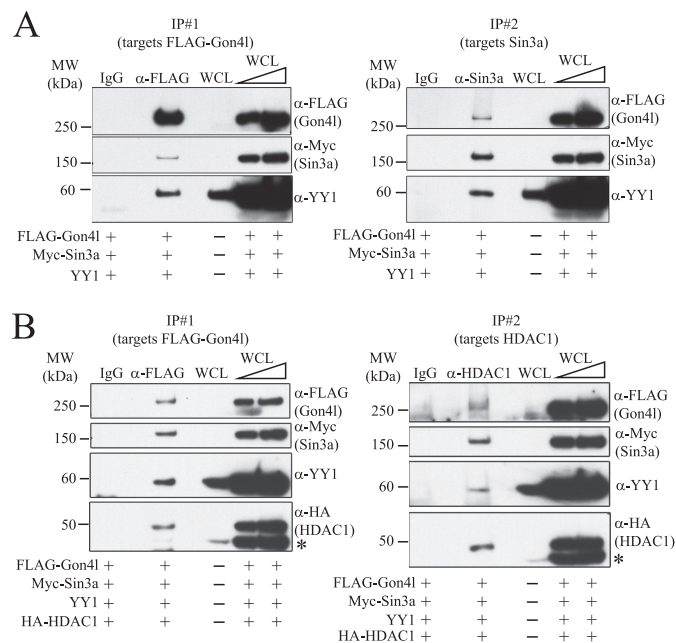 A
IP#1
(targets FLAG-Gon4l)
MW
(kDa)
IgG α-FLAG WCL WCL
250
α-FLAG
(Gon4l)
150
α-Myc
(Sin3a)
60
α-YY1
FLAG-Gon4l + + − + +
Myc-Sin3a + + − + +
YY1 + + − + +
IP#2
(targets Sin3a)
MW
(kDa)
IgG α-Sin3a WCL WCL
250
α-FLAG
(Gon4l)
150
α-Myc
(Sin3a)
60
α-YY1
FLAG-Gon4l + + − + +
Myc-Sin3a + + − + +
YY1 + + − + +
B
IP#1
(targets FLAG-Gon4l)
MW
(kDa)
IgG α-FLAG WCL WCL
250
α-FLAG
(Gon4l)
150
α-Myc
(Sin3a)
60
α-YY1
50
α-HA
(HDAC1)
*
FLAG-Gon4l + + − + +
Myc-Sin3a + + − + +
YY1 + + − + +
HA-HDAC1 + + − + +
IP#2
(targets HDAC1)
MW
(kDa)
IgG α-HDAC1 WCL WCL
250
α-FLAG
(Gon4l)
150
α-Myc
(Sin3a)
60
α-YY1
50
α-HA
(HDAC1)
*
FLAG-Gon4l + + − + +
Myc-Sin3a + + − + +
YY1 + + − + +
HA-HDAC1 + + − + +